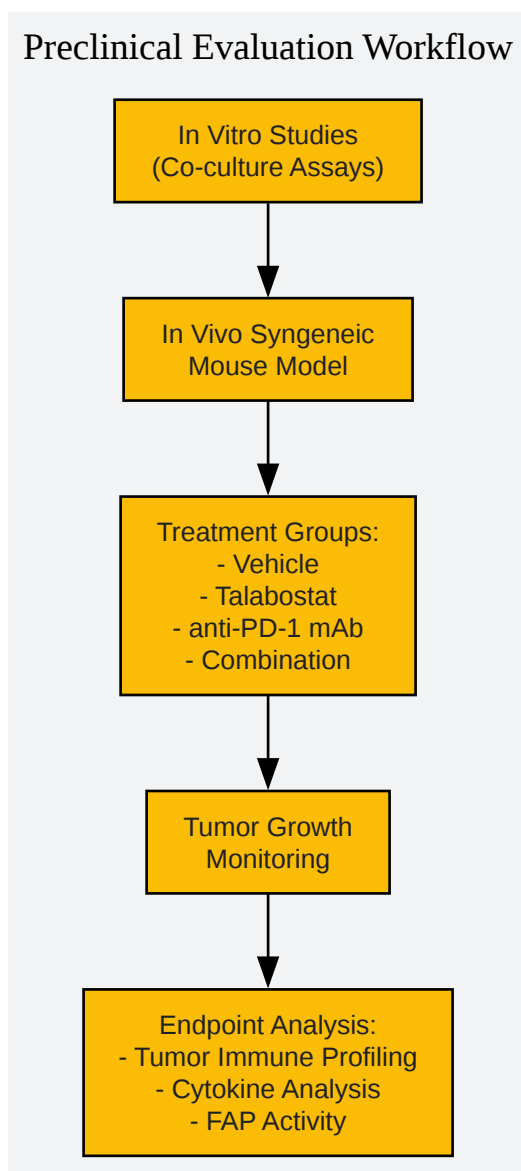 Preclinical Evaluation Workflow
In Vitro Studies
(Co-culture Assays)
In Vivo Syngeneic
Mouse Model
Treatment Groups:
- Vehicle
- Talabostat
- anti-PD-1 mAb
- Combination
Tumor Growth
Monitoring
Endpoint Analysis:
- Tumor Immune Profiling
- Cytokine Analysis
- FAP Activity